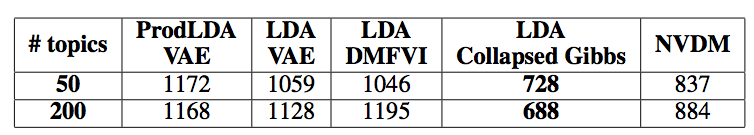 # topics ProdLDA VAE LDA VAE LDA DMFVI LDA Collapsed Gibbs NVDM
50 1172 1059 1046 728 837
200 1168 1128 1195 688 884